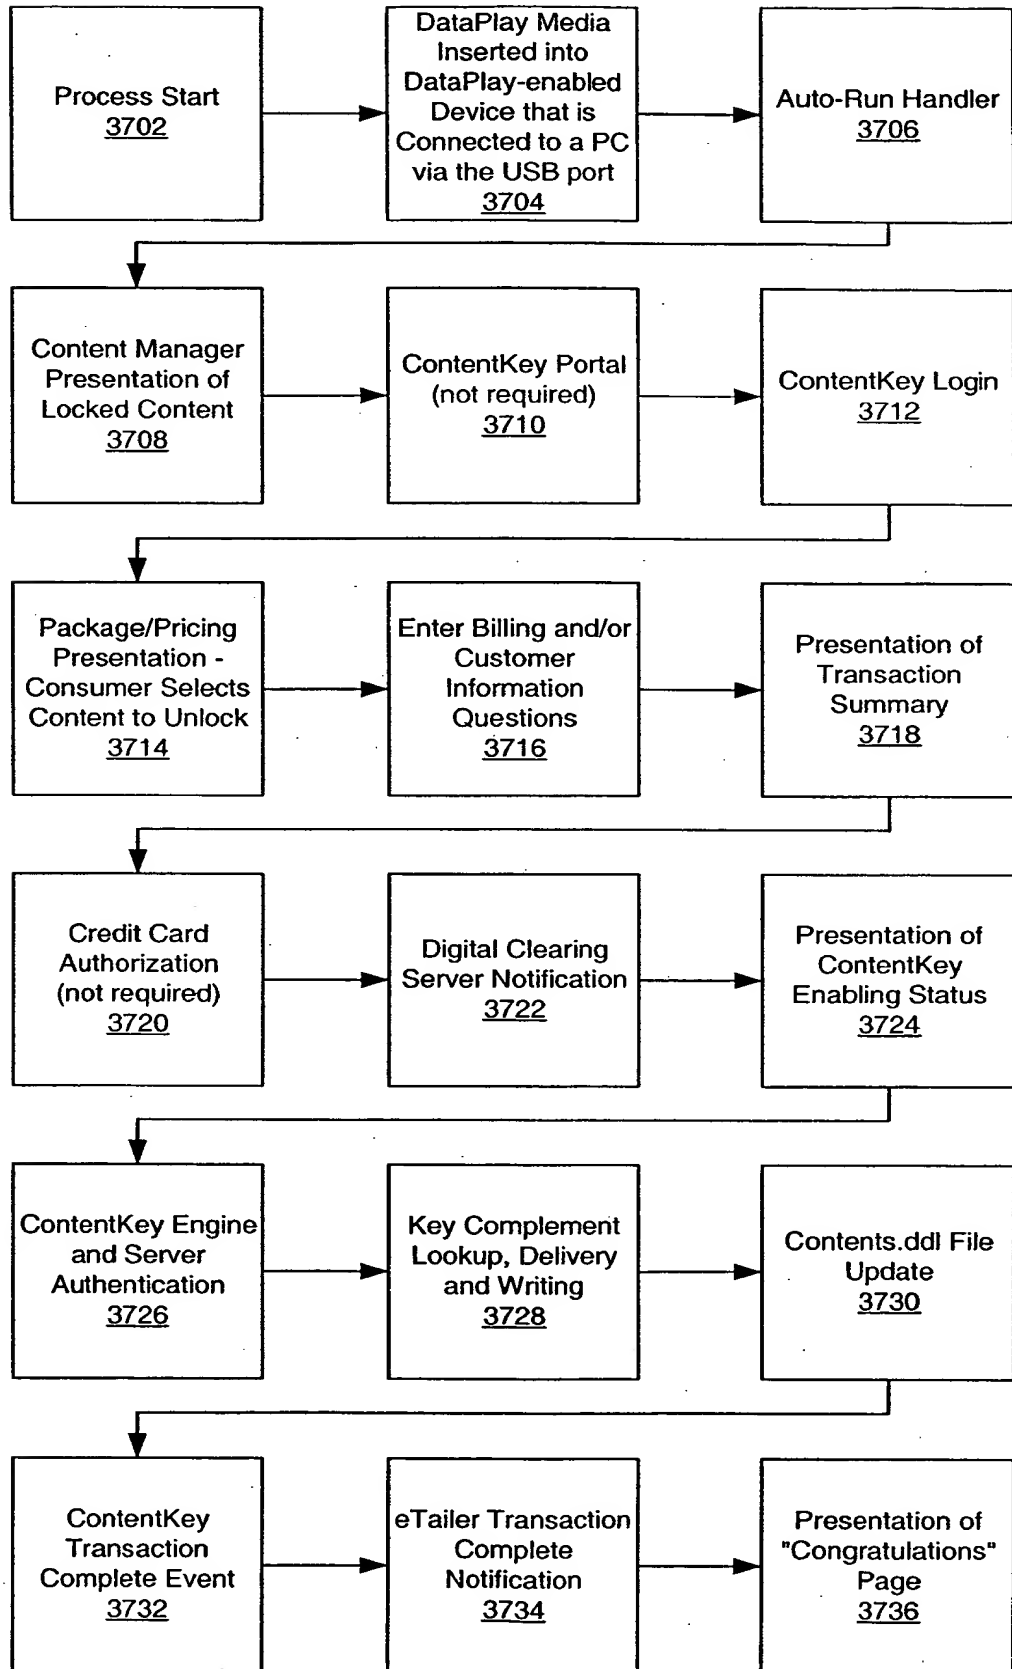 Process Start
3702
DataPlay Media
Inserted into
DataPlay-enabled
Device that is
Connected to a PC
via the USB port
3704
Auto-Run Handler
3706
Content Manager
Presentation of
Locked Content
3708
ContentKey Portal
(not required)
3710
ContentKey Login
3712
Package/Pricing
Presentation -
Consumer Selects
Content to Unlock
3714
Enter Billing and/or
Customer
Information
Questions
3716
Presentation of
Transaction
Summary
3718
Credit Card
Authorization
(not required)
3720
Digital Clearing
Server Notification
3722
Presentation of
ContentKey
Enabling Status
3724
ContentKey Engine
and Server
Authentication
3726
Key Complement
Lookup, Delivery
and Writing
3728
Contents.ddl File
Update
3730
ContentKey
Transaction
Complete Event
3732
eTailer Transaction
Complete
Notification
3734
Presentation of
"Congratulations"
Page
3736